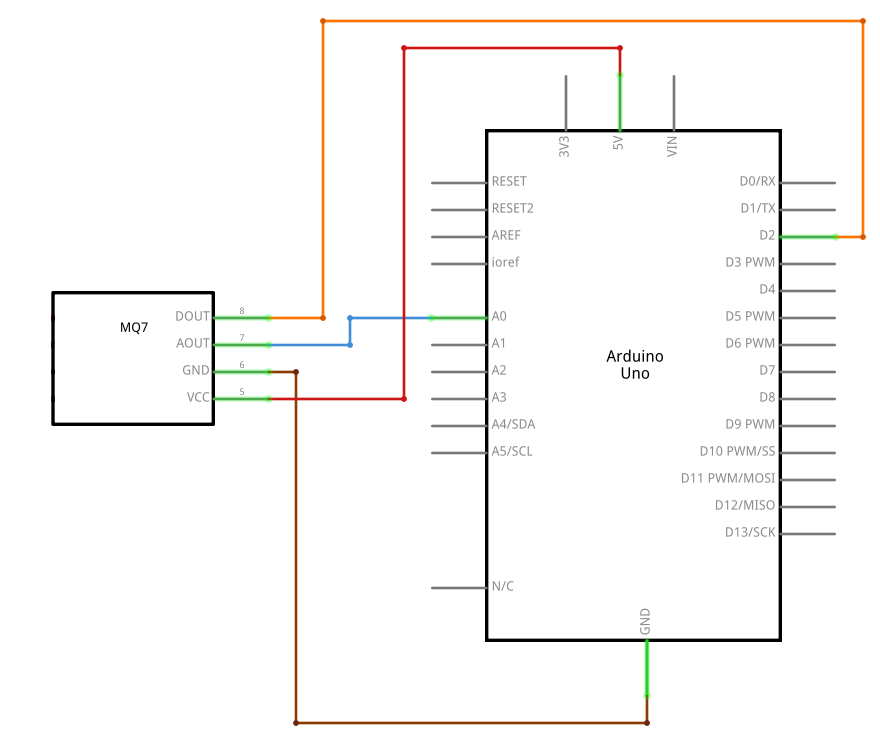 3V3
5V
VIN
RESET
RESET2
AREF
ioref
A0
A1
A2
A3
A4/SDA
A5/SCL
N/C
D0/RX
D1/TX
D2
D3 PWM
D4
D5 PWM
D6 PWM
D7
D8
D9 PWM
D10 PWM/SS
D11 PWM/MOSI
D12/MISO
D13/SCK
Arduino
Uno
GND
MQ7
DOUT 8
AOUT 7
GND 6
VCC 5